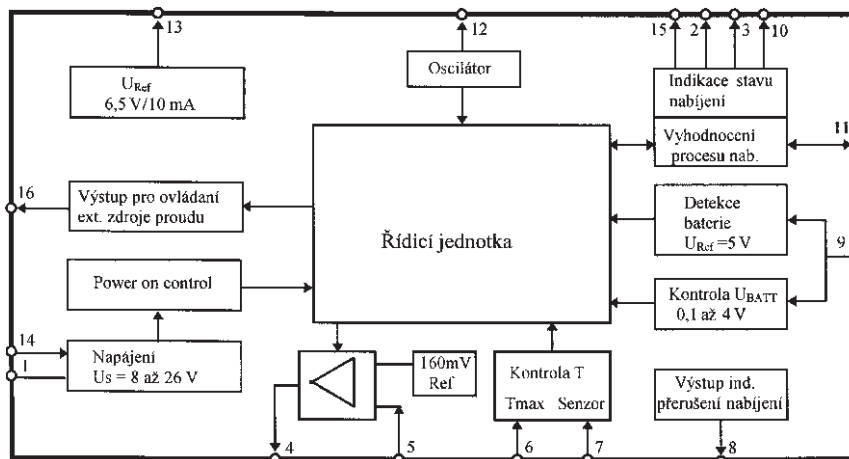 13
12
15
2
3
10
U_Ref
6,5 V/10 mA
Oscilátor
Indikace stavu
nabíjení
Vyhodnocení
procesu nab.
11
16
Výstup pro ovládaní
ext. zdroje proudu
Řídicí jednotka
Detekce
baterie
U_Ref =5 V
9
Power on control
Kontrola U_BATT
0,1 až 4 V
14
1
Napájení
Us = 8 až 26 V
160mV
Ref
Kontrola T
Tmax Senzor
Výstup ind.
přerušení nabíjení
4
5
6
7
8